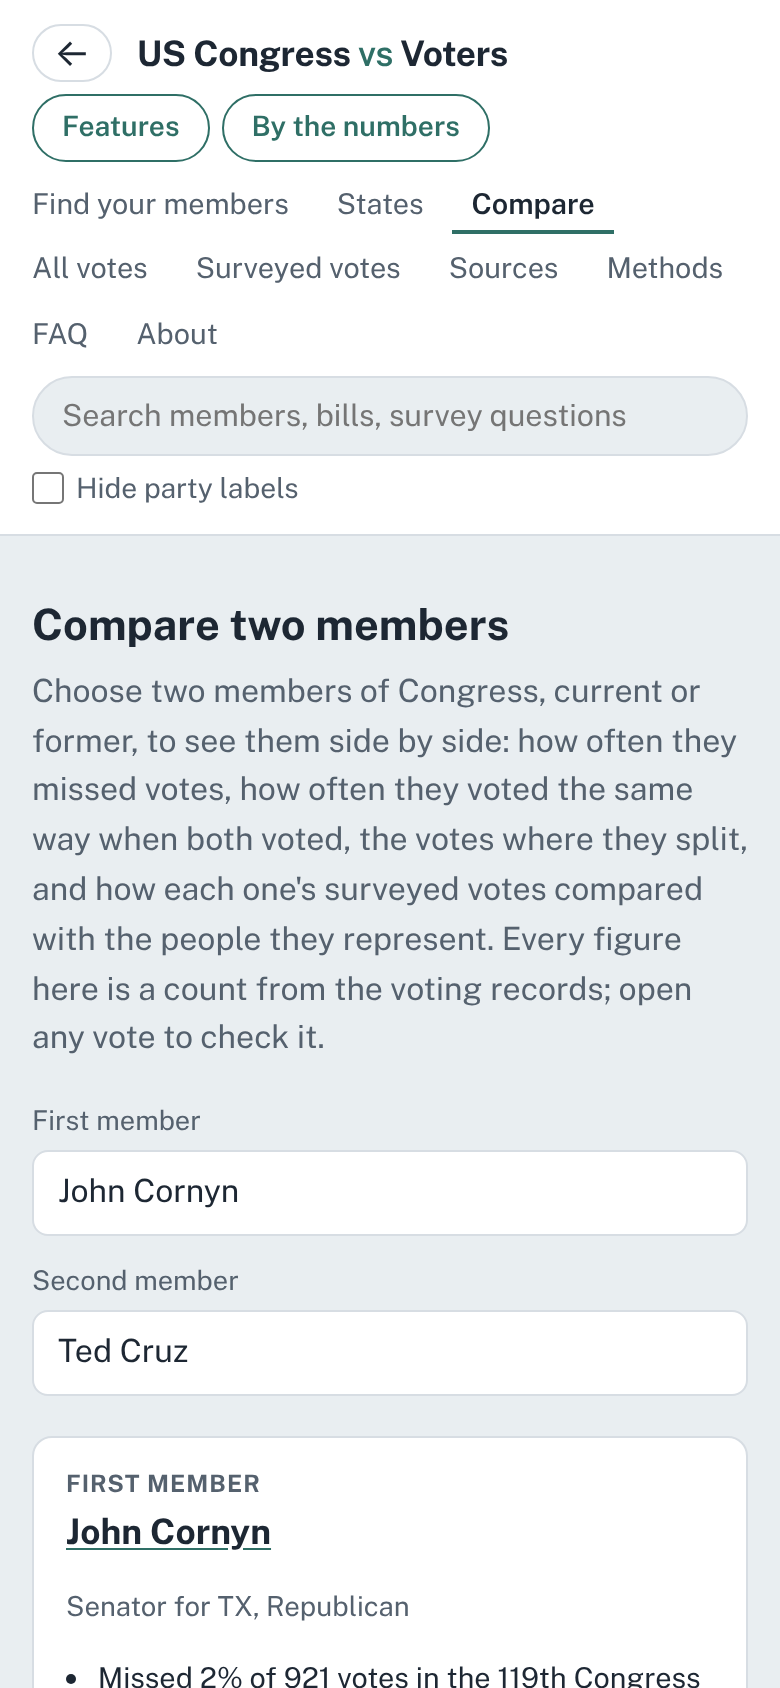 US Congress vs Voters
Features
By the numbers
Find your members
States
Compare
All votes
Surveyed votes
Sources
Methods
FAQ
About
Search members, bills, survey questions
Hide party labels
Compare two members
Choose two members of Congress, current or
former, to see them side by side: how often they
missed votes, how often they voted the same
way when both voted, the votes where they split,
and how each one's surveyed votes compared
with the people they represent. Every figure
here is a count from the voting records; open
any vote to check it.
First member
John Cornyn
Second member
Ted Cruz
FIRST MEMBER
John Cornyn
Senator for TX, Republican
• Missed 2% of 921 votes in the 119th Congress